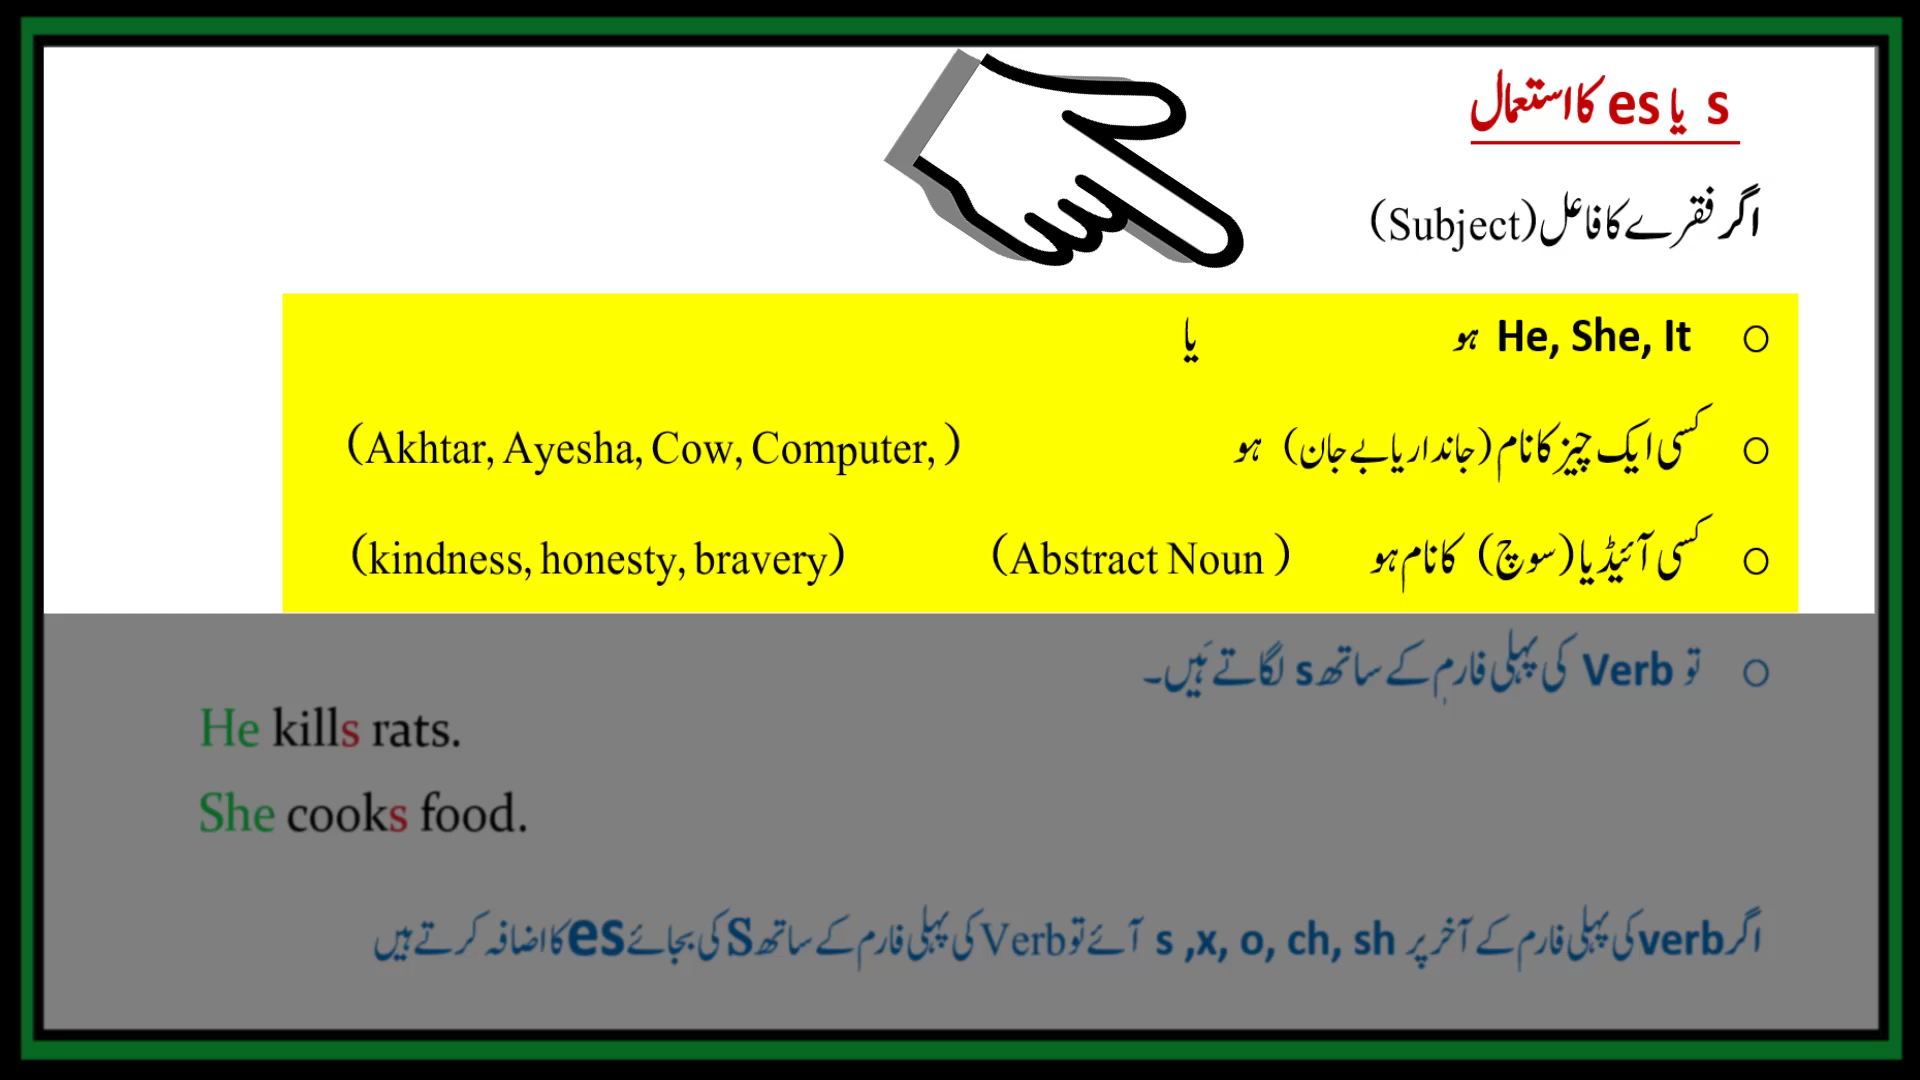 s یا es کا استعمال
اگر فقرے کا فاعل (Subject)
He, She, It ہو یا
کسی ایک چیز کا نام (جاندار یا بے جان) ہو (Akhtar, Ayesha, Cow, Computer, )
کسی آئیڈیا (سوچ) کا نام ہو (Abstract Noun ) (kindness, honesty, bravery)
تو Verb کی پہلی فارم کے ساتھ s لگاتے ہیں۔
He kills rats.
She cooks food.
اگر verb کی پہلی فارم کے آخر پر s ,x, o, ch, sh آئے تو Verb کی پہلی فارم کے ساتھ S کی بجائے es کا اضافہ کرتے ہیں